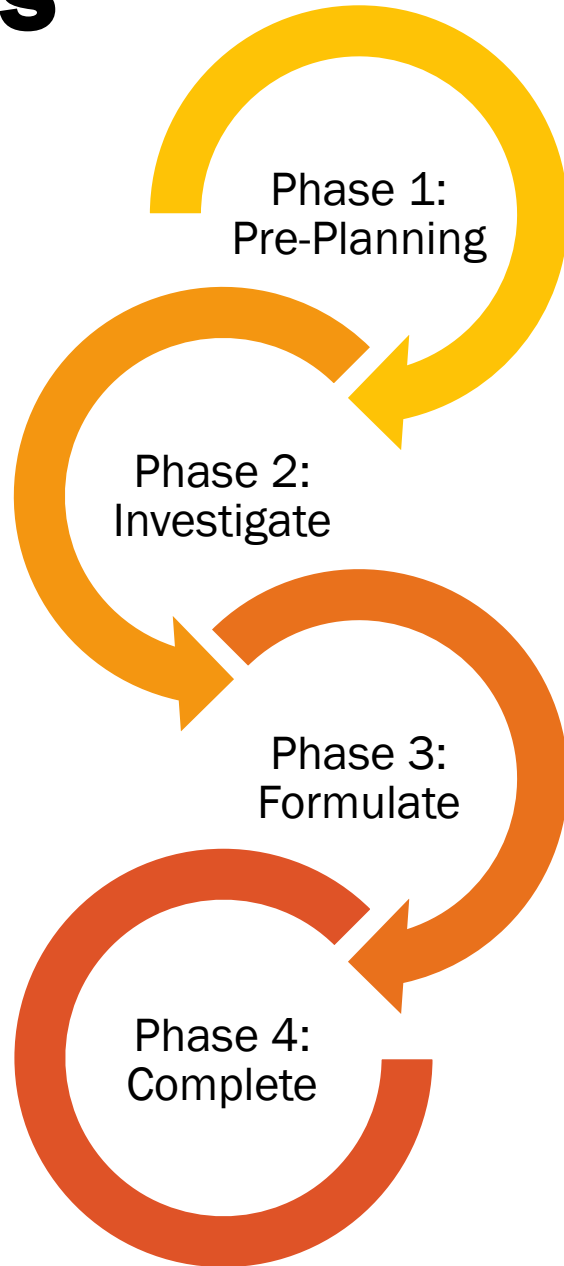 s
Phase 1:
Pre-Planning
Phase 2:
Investigate
Phase 3:
Formulate
Phase 4:
Complete